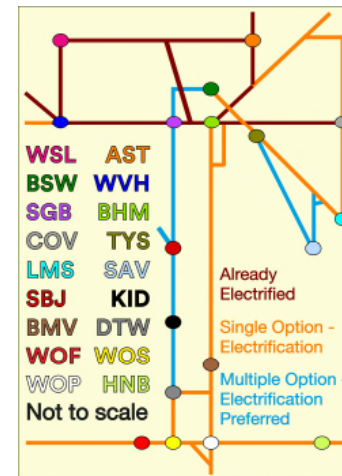 WSL AST
BSW WVH
SGB BHM
COV TYS
LMS SAV
SBJ KID
BMV DTW
WOF WOS
WOP HNB
Not to scale
Already
Electrified
Single Option -
Electrification
Multiple Option -
Electrification
Preferred